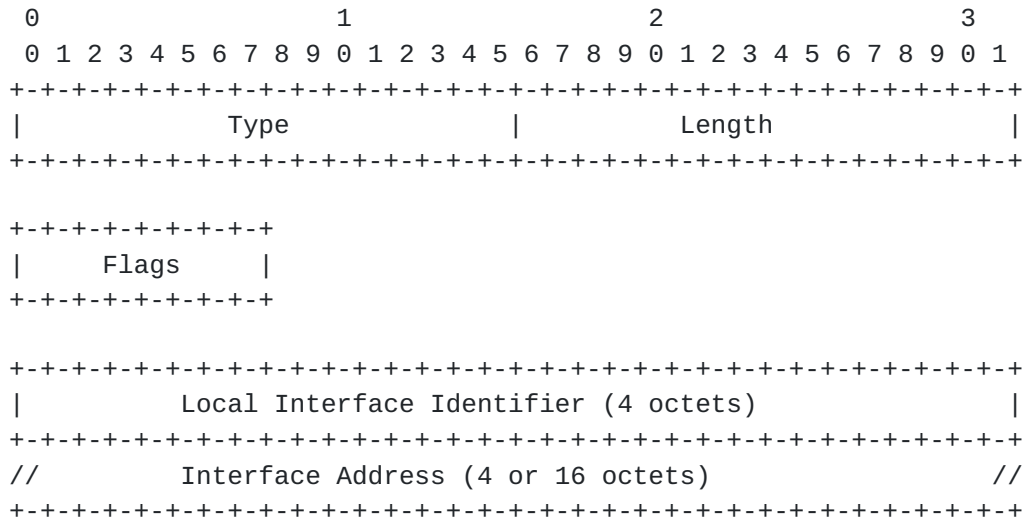 0                   1                   2                   3
 0 1 2 3 4 5 6 7 8 9 0 1 2 3 4 5 6 7 8 9 0 1 2 3 4 5 6 7 8 9 0 1
+-+-+-+-+-+-+-+-+-+-+-+-+-+-+-+-+-+-+-+-+-+-+-+-+-+-+-+-+-+-+-+-+
|             Type              |          Length               |
+-+-+-+-+-+-+-+-+-+-+-+-+-+-+-+-+-+-+-+-+-+-+-+-+-+-+-+-+-+-+-+-+

+-+-+-+-+-+-+-+-+
|     Flags     |
+-+-+-+-+-+-+-+-+

+-+-+-+-+-+-+-+-+-+-+-+-+-+-+-+-+-+-+-+-+-+-+-+-+-+-+-+-+-+-+-+-+
|          Local Interface Identifier (4 octets)                |
+-+-+-+-+-+-+-+-+-+-+-+-+-+-+-+-+-+-+-+-+-+-+-+-+-+-+-+-+-+-+-+-+
//         Interface Address (4 or 16 octets)                  //
+-+-+-+-+-+-+-+-+-+-+-+-+-+-+-+-+-+-+-+-+-+-+-+-+-+-+-+-+-+-+-+-+